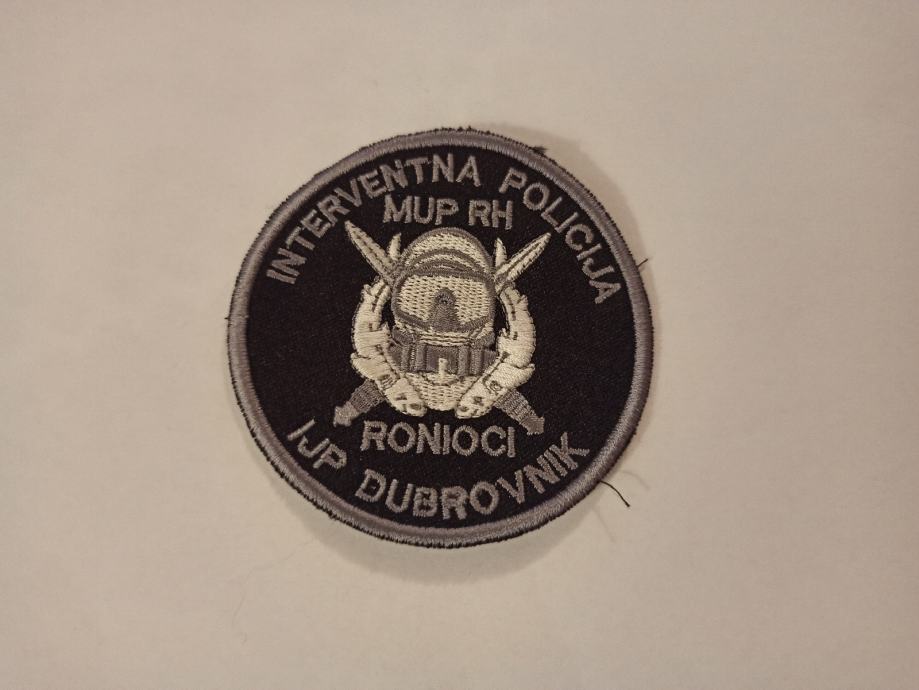 INTERVENTNA POLICIJA
MUP RH
RONIOCI
IJP DUBROVNIK